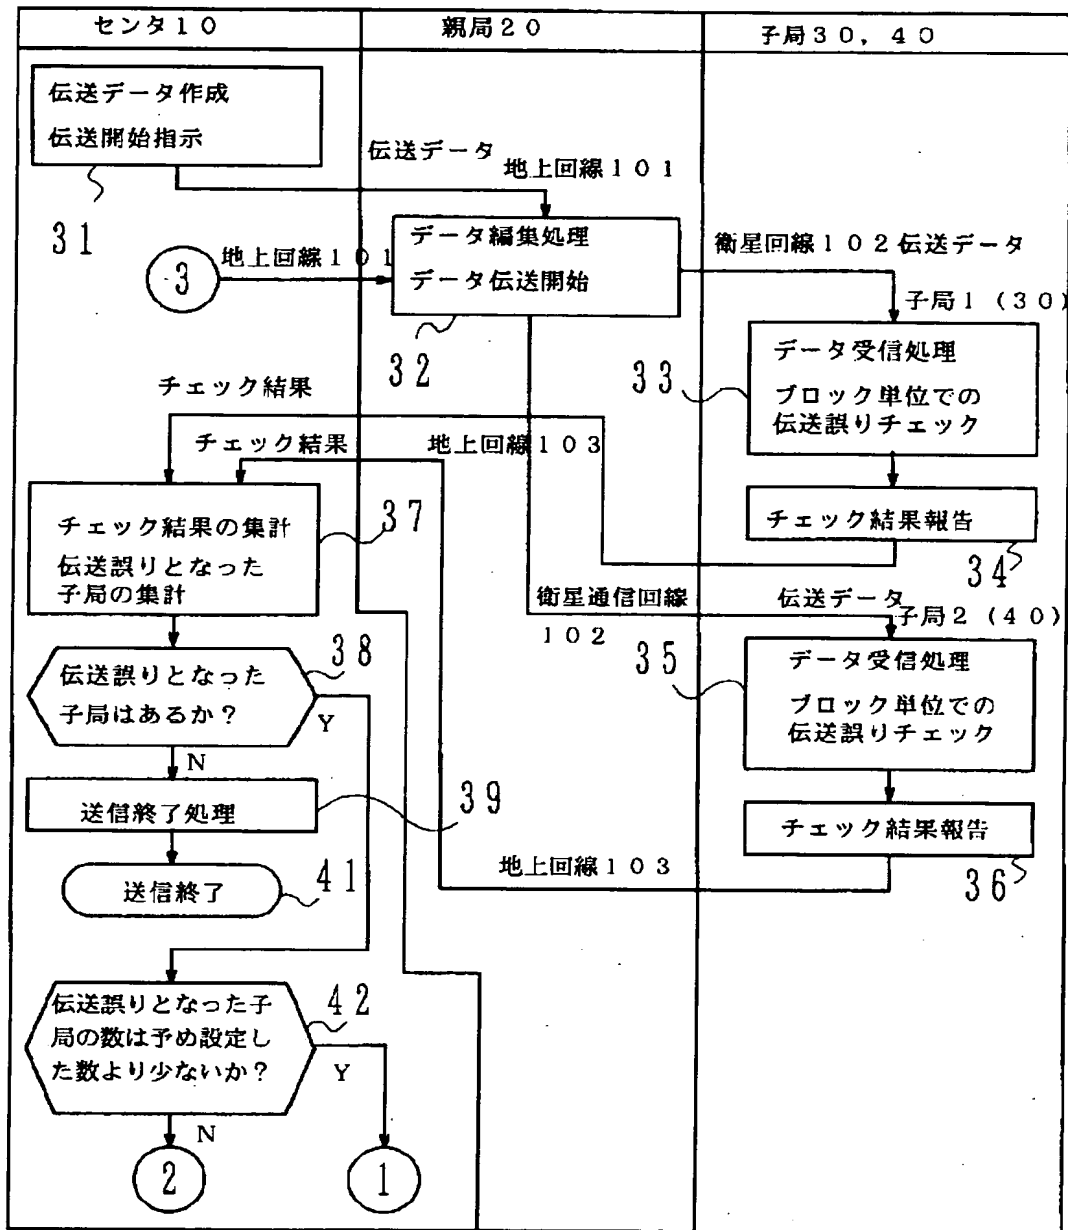 センタ１０
親局２０
子局３０，４０
伝送データ作成
伝送開始指示
31
伝送データ
地上回線１０１
3
地上回線１０１
データ編集処理
データ伝送開始
32
衛星回線１０２伝送データ
子局１（３０）
データ受信処理
ブロック単位での
伝送誤りチェック
33
チェック結果
チェック結果
地上回線１０３
チェック結果報告
34
チェック結果の集計
伝送誤りとなった
子局の集計
37
衛星通信回線
１０２
伝送データ
子局２（４０）
データ受信処理
ブロック単位での
伝送誤りチェック
35
伝送誤りとなった
子局はあるか？
38
Y
N
送信終了処理
39
チェック結果報告
36
地上回線１０３
送信終了
41
伝送誤りとなった子
局の数は予め設定し
た数より少ないか？
42
Y
N
2
1